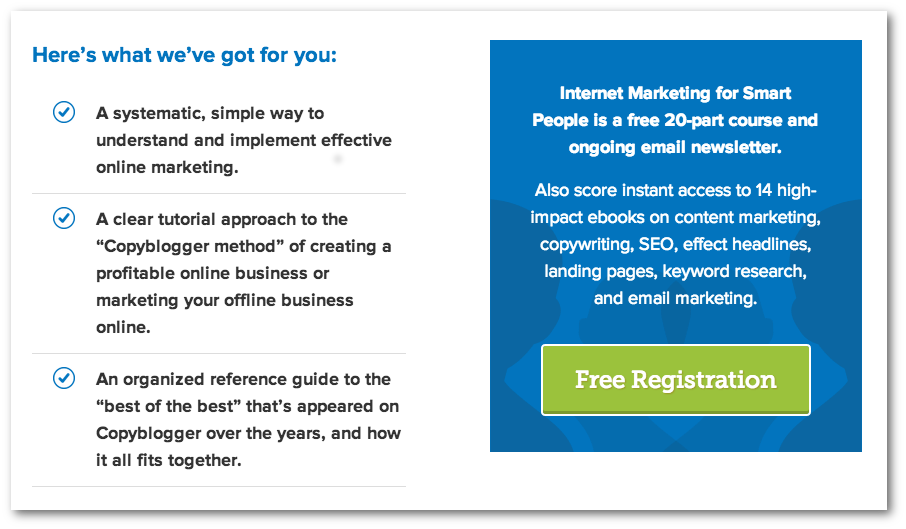 Here’s what we’ve got for you:
A systematic, simple way to
understand and implement effective
online marketing.
A clear tutorial approach to the
“Copyblogger method” of creating a
profitable online business or
marketing your offline business
online.
An organized reference guide to the
“best of the best” that’s appeared on
Copyblogger over the years, and how
it all fits together.
Internet Marketing for Smart
People is a free 20-part course and
ongoing email newsletter.
Also score instant access to 14 high-
impact ebooks on content marketing,
copywriting, SEO, effect headlines,
landing pages, keyword research,
and email marketing.
Free Registration